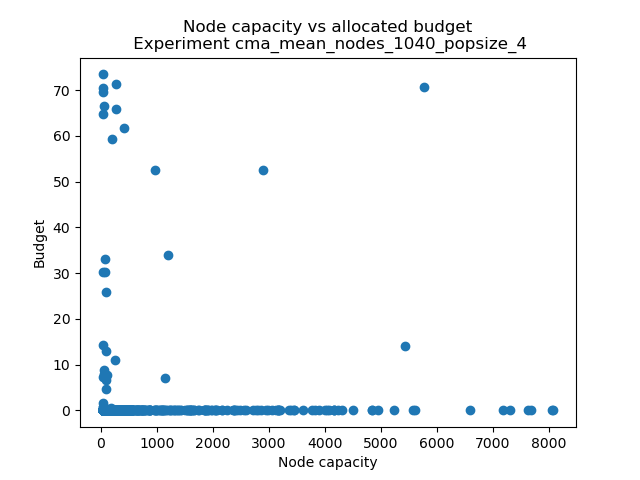 Node capacity vs allocated budget
Experiment cma_mean_nodes_1040_popsize_4
70
60
50
40
30
20
10
0
Budget
0 1000 2000 3000 4000 5000 6000 7000 8000
Node capacity